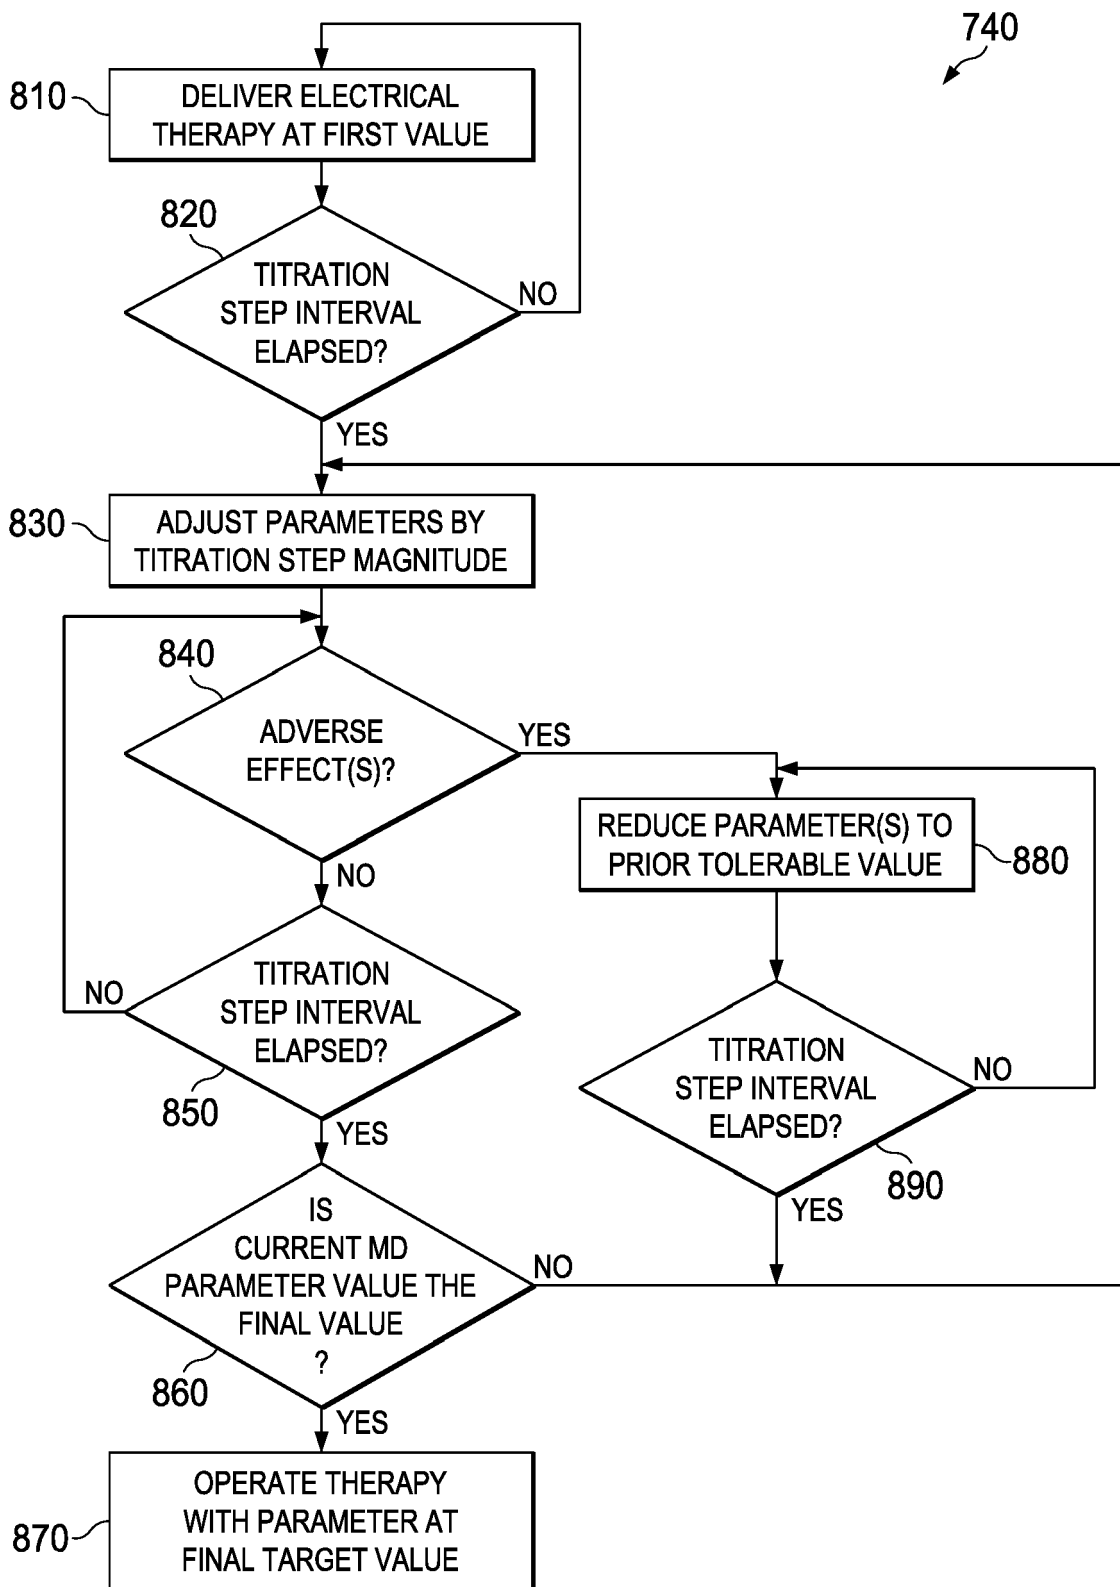 740
810
DELIVER ELECTRICAL
THERAPY AT FIRST VALUE
820
TITRATION
STEP INTERVAL
ELAPSED?
NO
YES
830
ADJUST PARAMETERS BY
TITRATION STEP MAGNITUDE
840
ADVERSE
EFFECT(S)?
YES
NO
REDUCE PARAMETER(S) TO
PRIOR TOLERABLE VALUE
880
TITRATION
STEP INTERVAL
ELAPSED?
NO
850
YES
TITRATION
STEP INTERVAL
ELAPSED?
NO
890
YES
IS
CURRENT MD
PARAMETER VALUE THE
FINAL VALUE
?
NO
860
YES
870
OPERATE THERAPY
WITH PARAMETER AT
FINAL TARGET VALUE